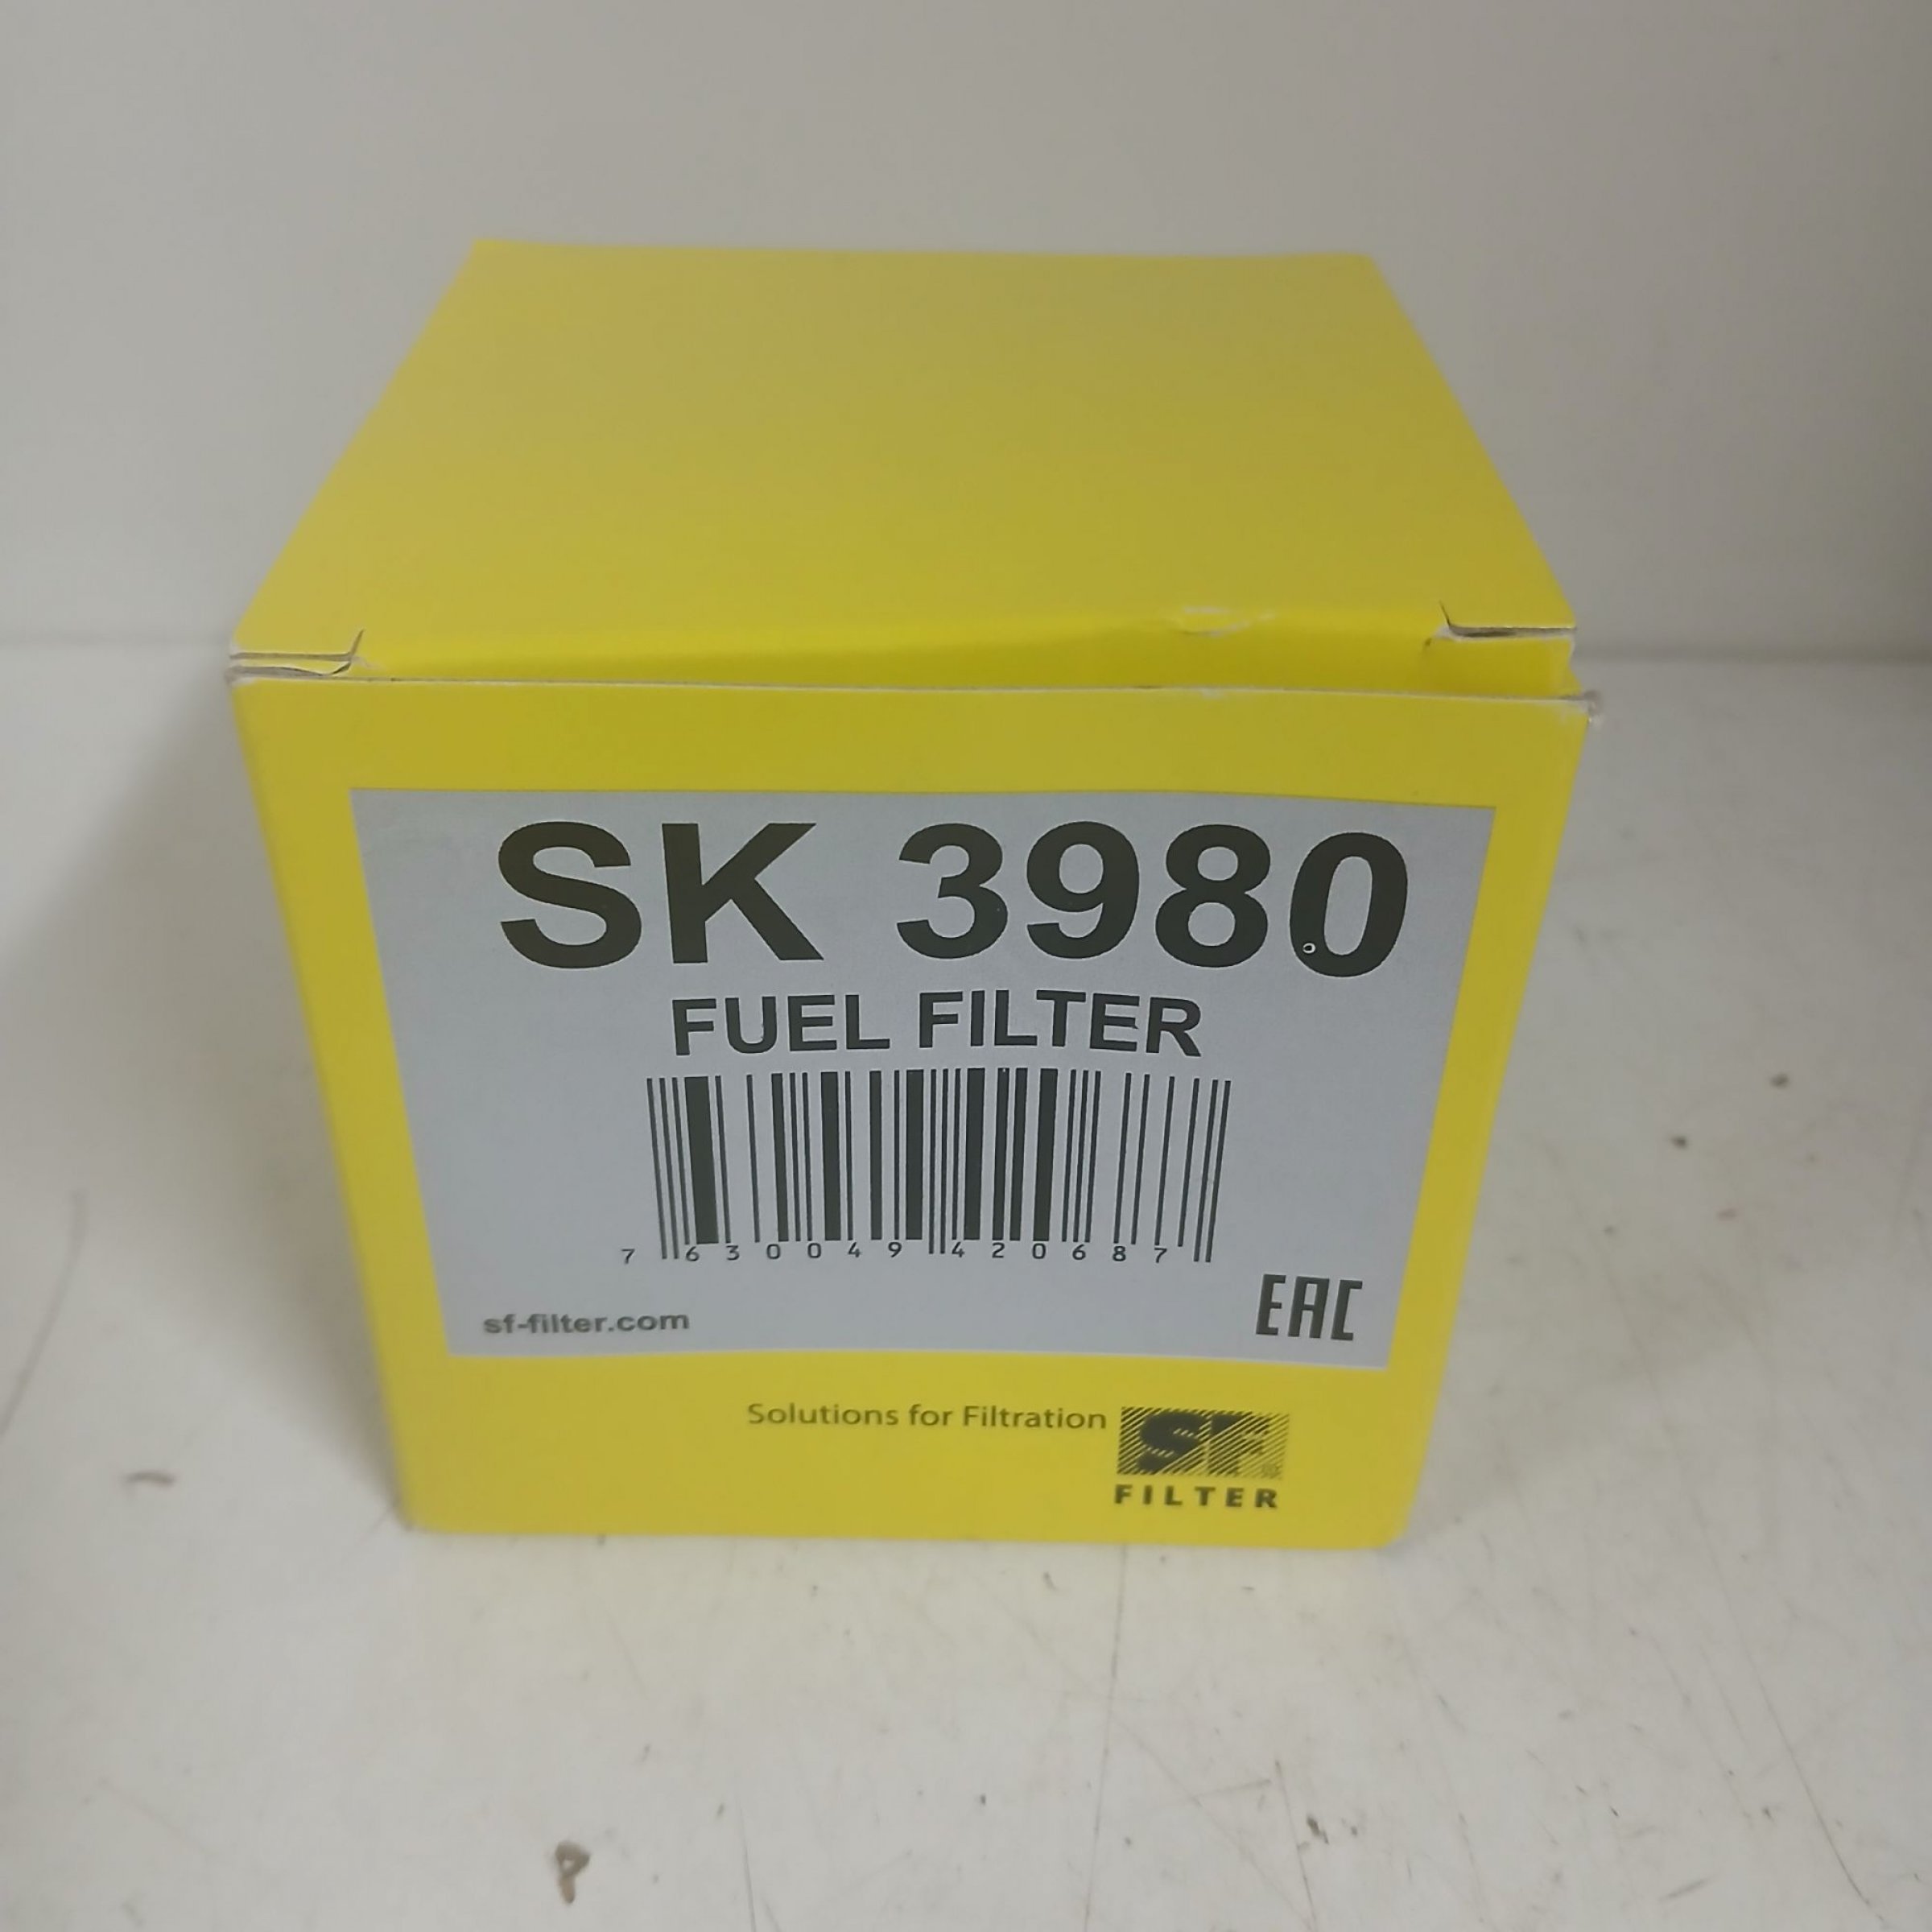 SK 3980
FUEL FILTER
7 630049 420687
sf-filter.com
EAC
Solutions for Filtration
SF
FILTER